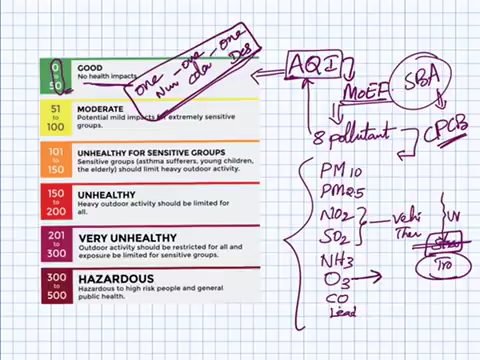 0
to
50
GOOD
No health impacts
51
to
100
MODERATE
Potential mild impacts for extremely sensitive
groups.
101
to
150
UNHEALTHY FOR SENSITIVE GROUPS
Sensitive groups (asthma sufferers, young children,
the elderly) should limit heavy outdoor activity.
150
to
200
UNHEALTHY
Heavy outdoor activity should be limited for
all.
201
to
300
VERY UNHEALTHY
Outdoor activity should be restricted for all and
exposure be limited for sensitive groups.
300
to
500
HAZARDOUS
Hazardous to high risk people and general
public health.
one - one - one
Num Des
AQI
MoEF
SBA
8 pollutant
CPCB
PM10
PM2.5
NO2
SO2
Vehi
Ther
NH3
O3
CO
Lead
UV
Tro